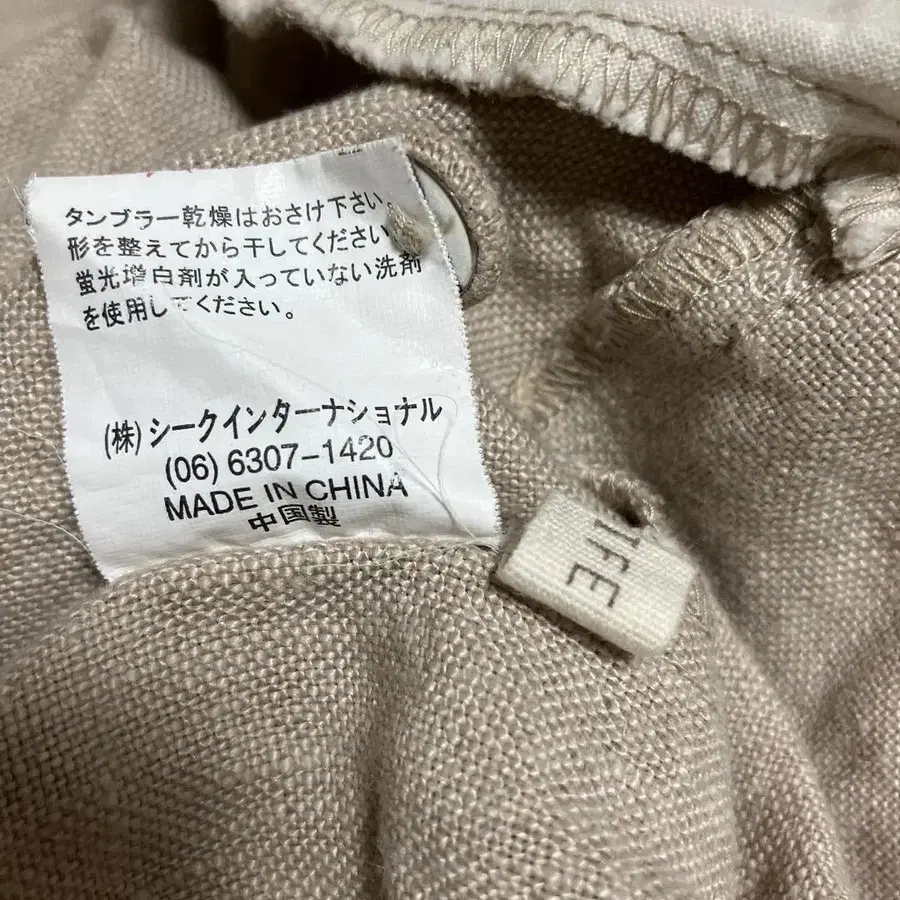 タンブラー乾燥はおさけ下さい。
形を整えてから干してください
蛍光増白剤が入っていない洗剤
を使用してください。
(株)シークインターナショナル
(06) 6307-1420
MADE IN CHINA
中国製